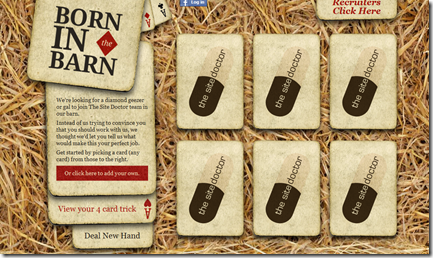 BORN
IN the
BARN
Log in
Recruiters
Click Here
We're looking for a diamond geezer
or gal to join The Site Doctor team in
our barn.
Instead of us trying to convince you
that you should work with us, we
thought we'd let you tell us what
would make this your perfect job.
Get started by picking a card (any
card) from those to the right.
Or click here to add your own.
View your 4 card trick
Deal New Hand
the site doctor
the site doctor
the site doctor
the site doctor
the site doctor
the site doctor